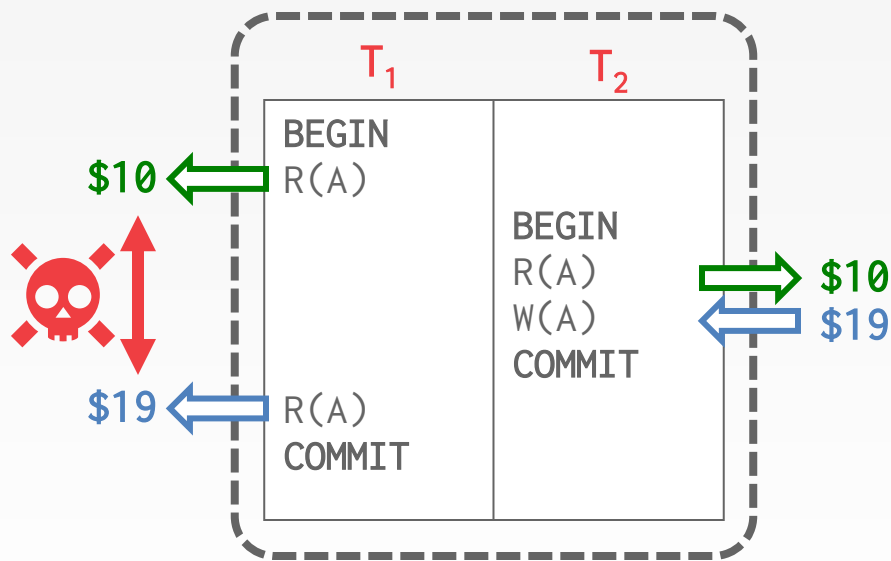 T1 T2
BEGIN
$10 R(A)
BEGIN
R(A) $10
W(A) $19
COMMIT
$19 R(A)
COMMIT